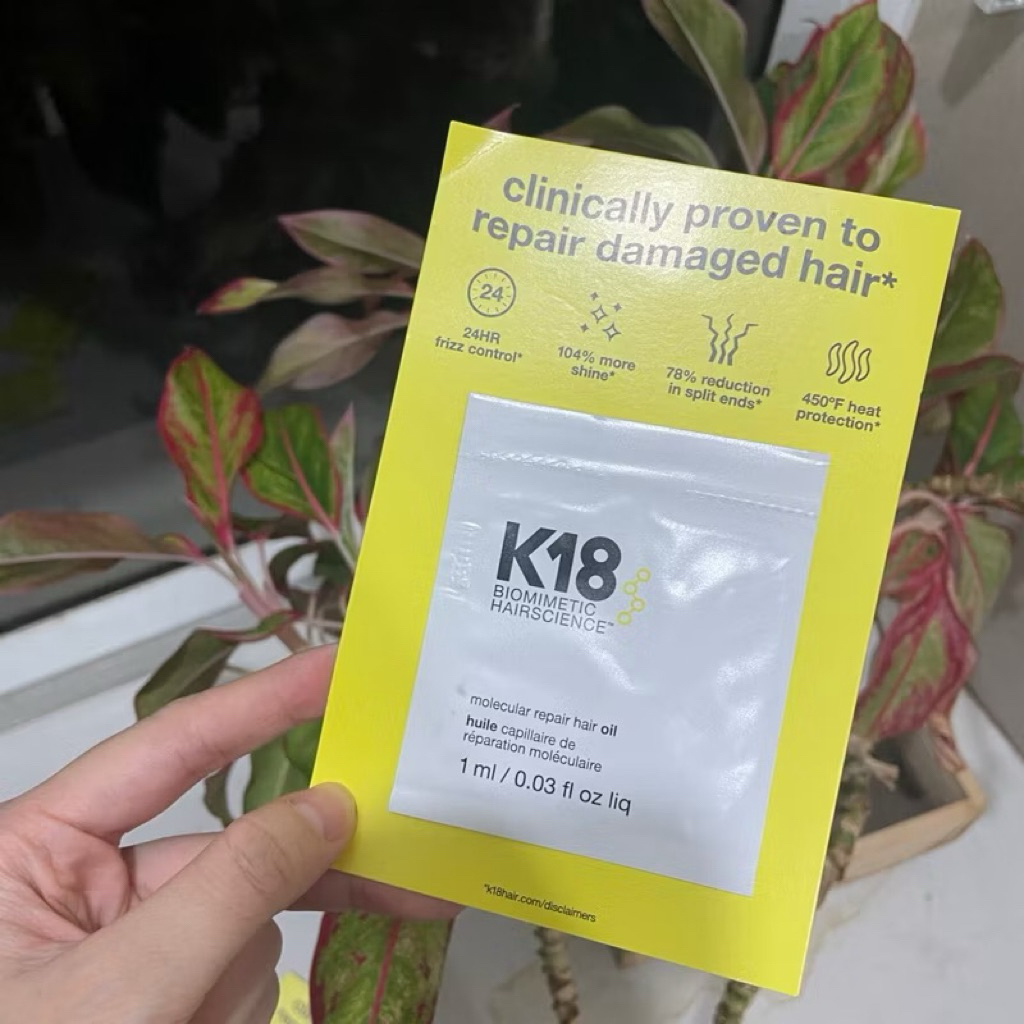 clinically proven to
repair damaged hair*
24
24HR
frizz control*
104% more
shine*
78% reduction
in split ends*
450°F heat
protection*
K18
BIOMIMETIC
HAIRSCIENCE™
molecular repair hair oil
huile capillaire de
réparation moléculaire
1 ml / 0.03 fl oz liq
*k18hair.com/disclaimers